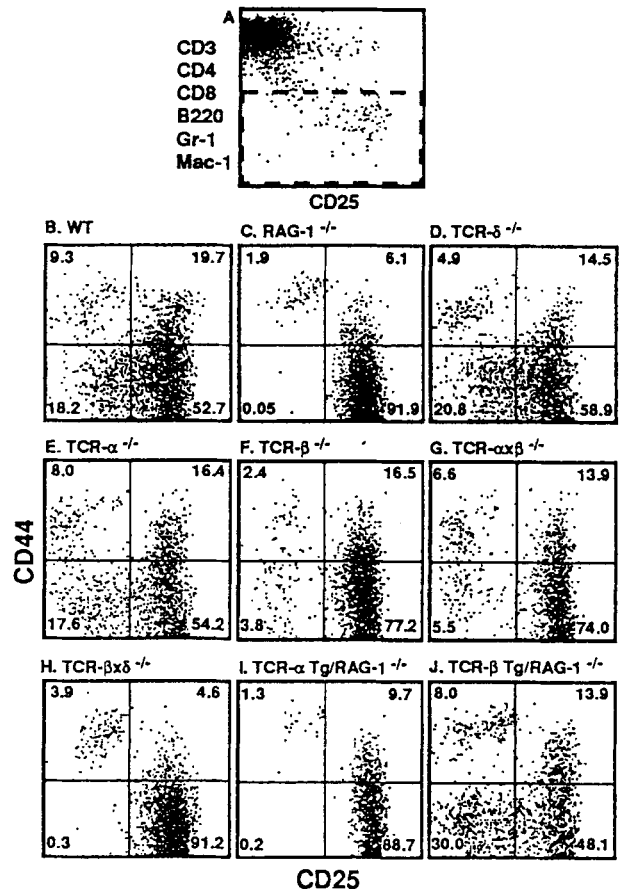 A
CD3
CD4
CD8
B220
Gr-1
Mac-1
CD25
B. WT
C. RAG-1 -/-
D. TCR-δ -/-
9.3 19.7
1.9 6.1
4.9 14.5
18.2 52.7
0.05 91.9
20.8 58.9
E. TCR-α -/-
F. TCR-β -/-
G. TCR-αxβ -/-
8.0 16.4
2.4 16.5
6.6 13.9
CD44
17.6 54.2
3.8 77.2
5.5 74.0
H. TCR-βxδ -/-
I. TCR-α Tg/RAG-1 -/-
J. TCR-β Tg/RAG-1 -/-
3.9 4.6
1.3 9.7
8.0 13.9
0.3 91.2
0.2 88.7
30.0 48.1
CD25